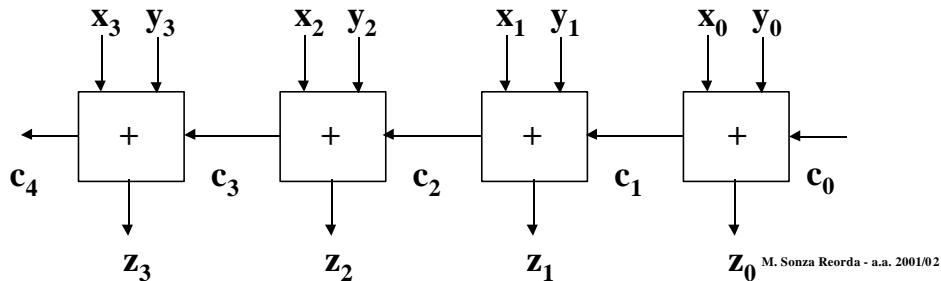 x₃ y₃ x₂ y₂ x₁ y₁ x₀ y₀
+ + + +
c₄ c₃ c₂ c₁ c₀
z₃ z₂ z₁ z₀ M. Sonza Reorda - a.a. 2001/02